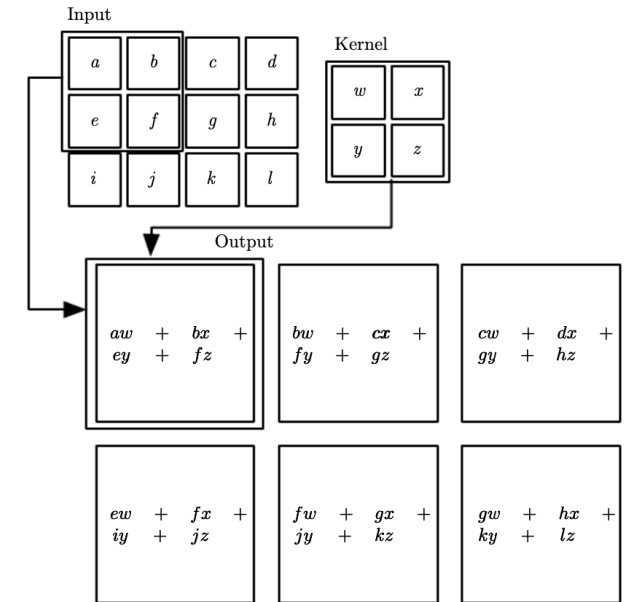 Input
a b c d
Kernel
w x
e f g h
y z
i j k l
Output
aw + bx +
ey + fz
bw + cx +
fy + gz
cw + dx +
gy + hz
ew + fx +
iy + jz
fw + gx +
jy + kz
gw + hx +
ky + lz